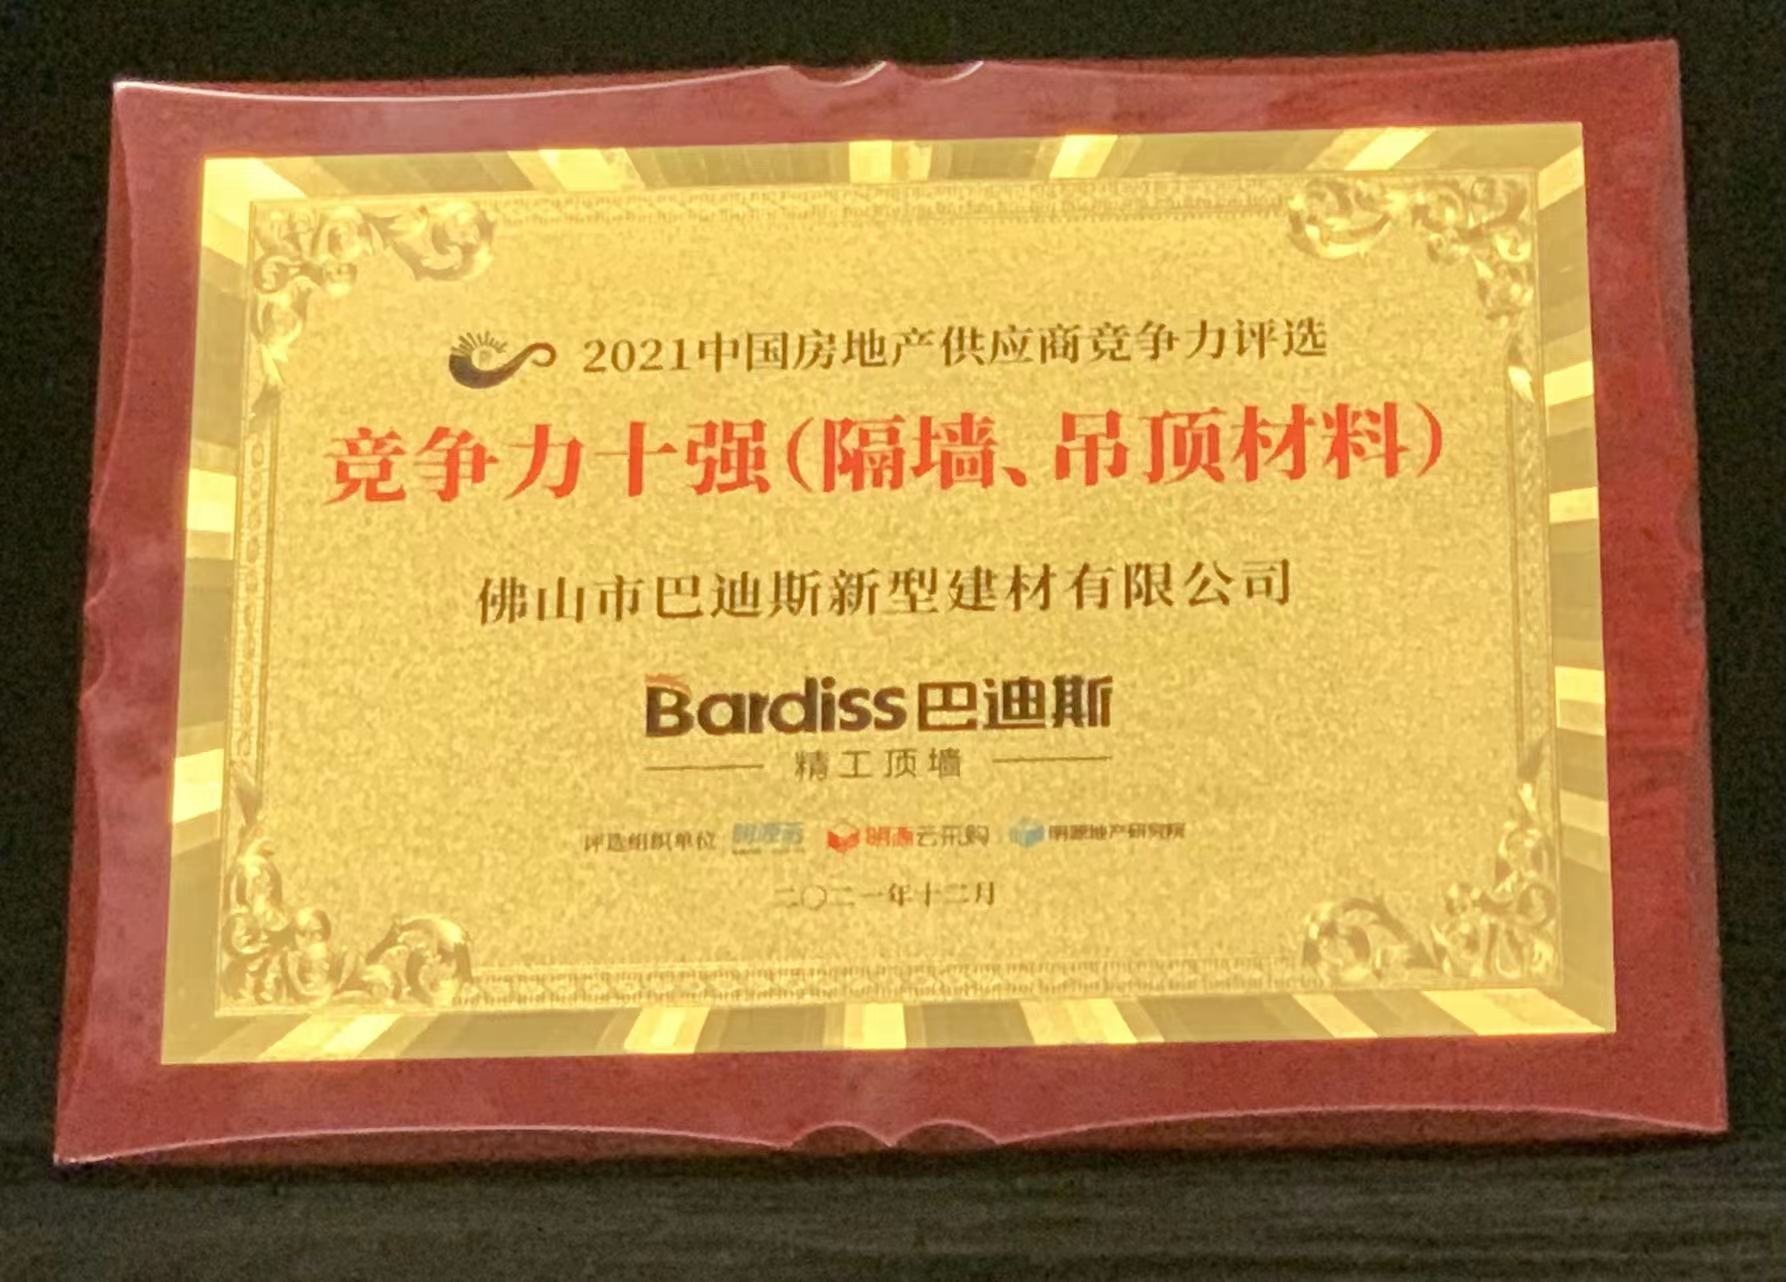 2021中国房地产供应商竞争力评选
竞争力十强(隔墙、吊顶材料)
佛山市巴迪斯新型建材有限公司
Bardiss巴迪斯
精工顶墙
评选组织单位 明源云 明源云采购 明源地产研究院
二〇二一年十二月